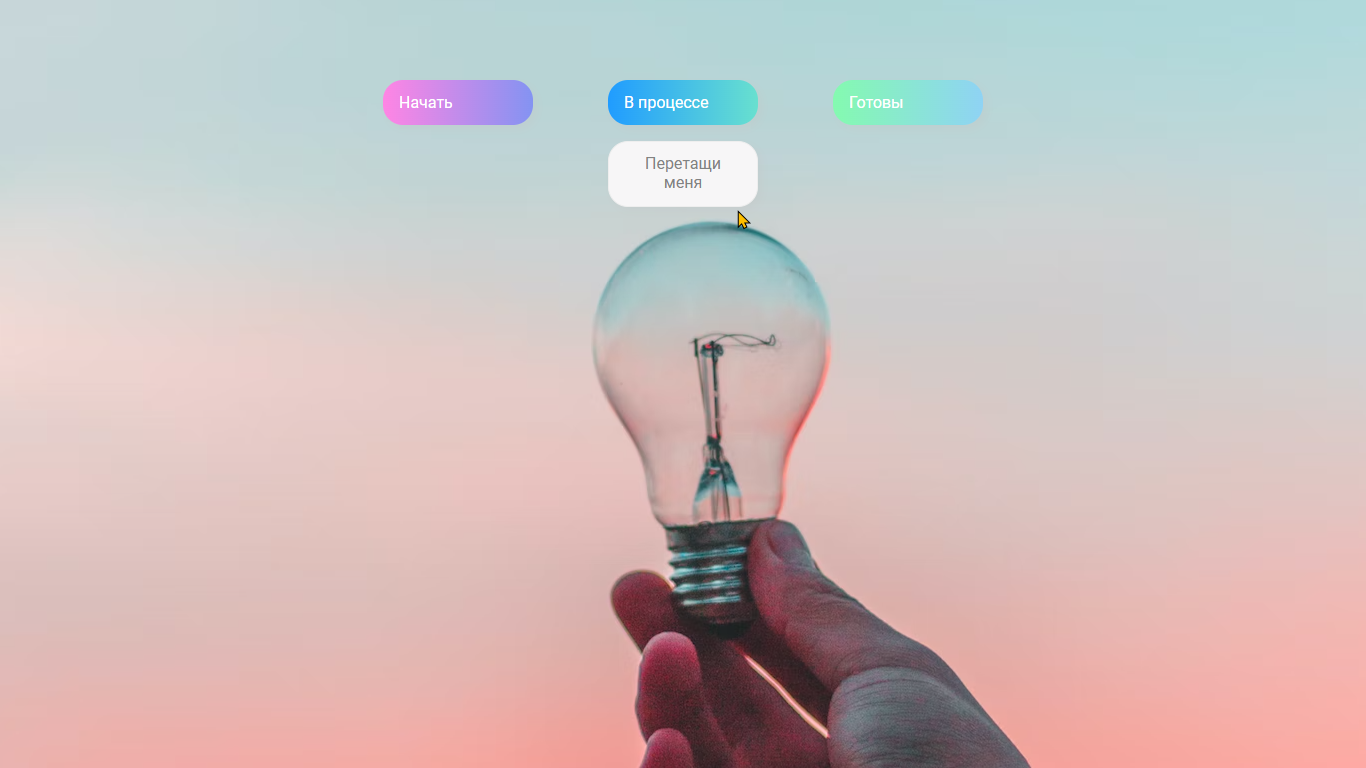 Начать
В процессе
Готовы
Перетащи
меня